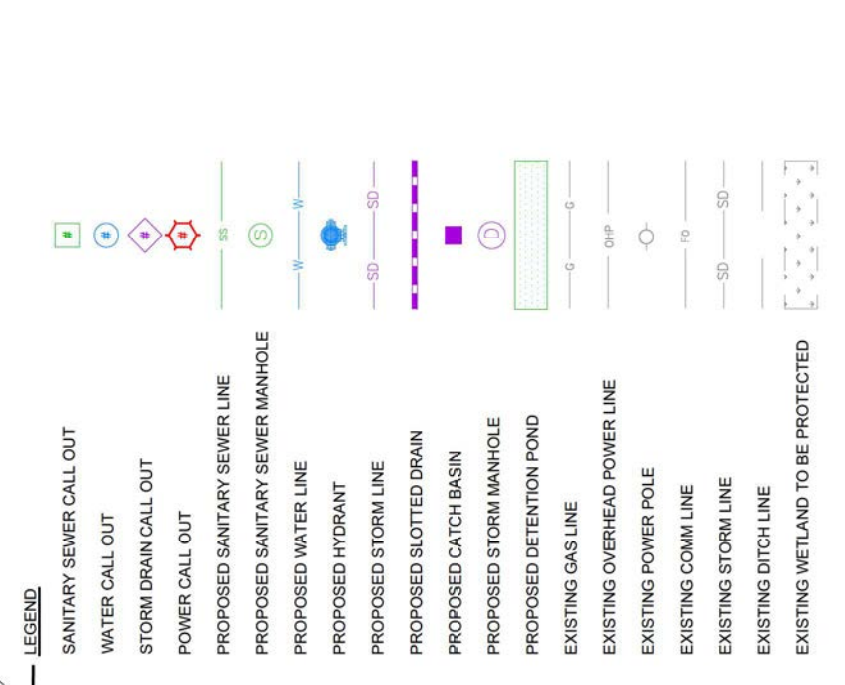 LEGEND
SANITARY SEWER CALL OUT #
WATER CALL OUT #
STORM DRAIN CALL OUT #
POWER CALL OUT #
PROPOSED SANITARY SEWER LINE SS
PROPOSED SANITARY SEWER MANHOLE S
PROPOSED WATER LINE W W
PROPOSED HYDRANT
PROPOSED STORM LINE SD SD
PROPOSED SLOTTED DRAIN
PROPOSED CATCH BASIN
PROPOSED STORM MANHOLE D
PROPOSED DETENTION POND
EXISTING GAS LINE G G
EXISTING OVERHEAD POWER LINE OHP
EXISTING POWER POLE
EXISTING COMM LINE FO
EXISTING STORM LINE SD SD
EXISTING DITCH LINE
EXISTING WETLAND TO BE PROTECTED